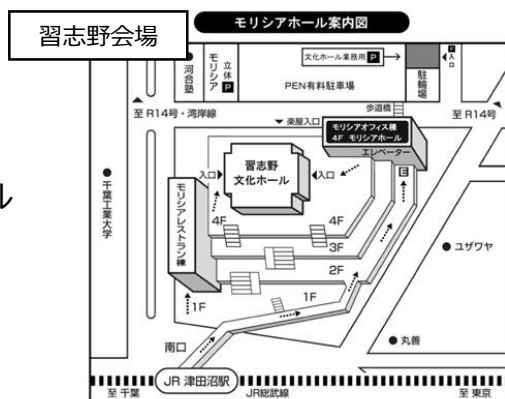 習志野会場
モリシアホール案内図
ル
河合塾
モリシア
立体P
文化ホール業務用P
PEN有料駐車場
駐輪場
P入口
至R14号・湾岸線
歩道橋
至R14号
楽屋入口
モリシアオフィス棟
4F モリシアホール
エレベーター
E
習志野
文化ホール
入口
入口
千葉工業大学
モリシアレストラン棟
4F
4F
3F
2F
1F
1F
ユザワヤ
丸善
南口
JR 津田沼駅
至 千葉
JR総武線
至 東京